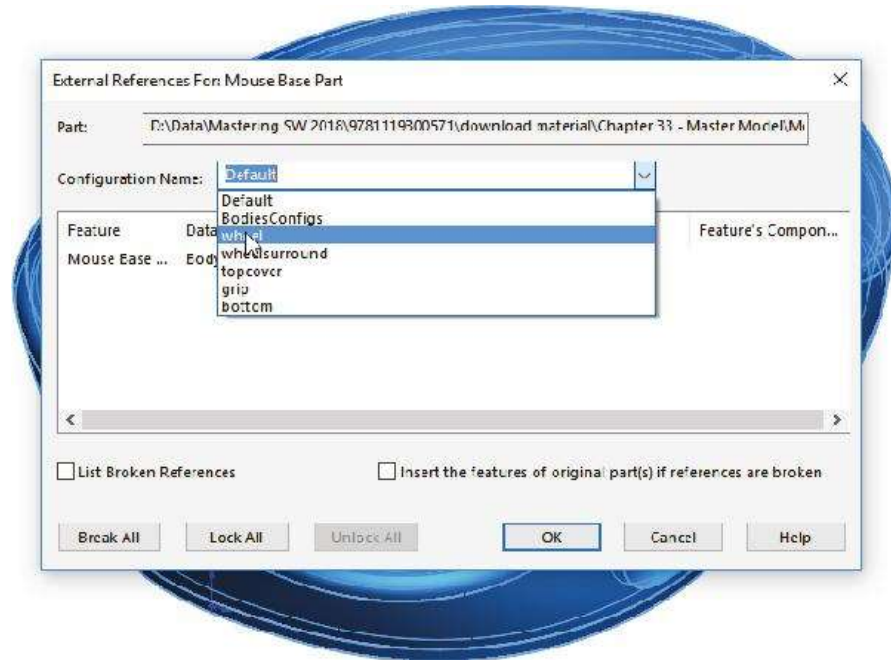 External References For: Mouse Base Part
Part: D:\Data\Mastering SW 2018\9781119300571\download material\Chapter 33 - Master Model\M
Configuration Name: Default
Default
BodiesConfigs
wheel
wheelsurround
topcover
grip
bottom
Feature Data Feature's Compon...
Mouse Base ... Body
List Broken References
Insert the features of original part(s) if references are broken
Break All Lock All Unlock All OK Cancel Help